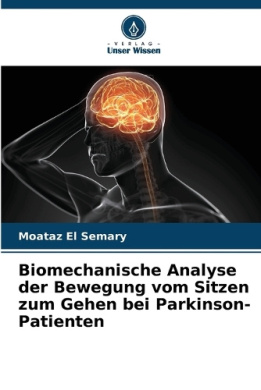 -VERLAG-
Unser Wissen
Moataz El Semary
Biomechanische Analyse
der Bewegung vom Sitzen
zum Gehen bei Parkinson-
Patienten